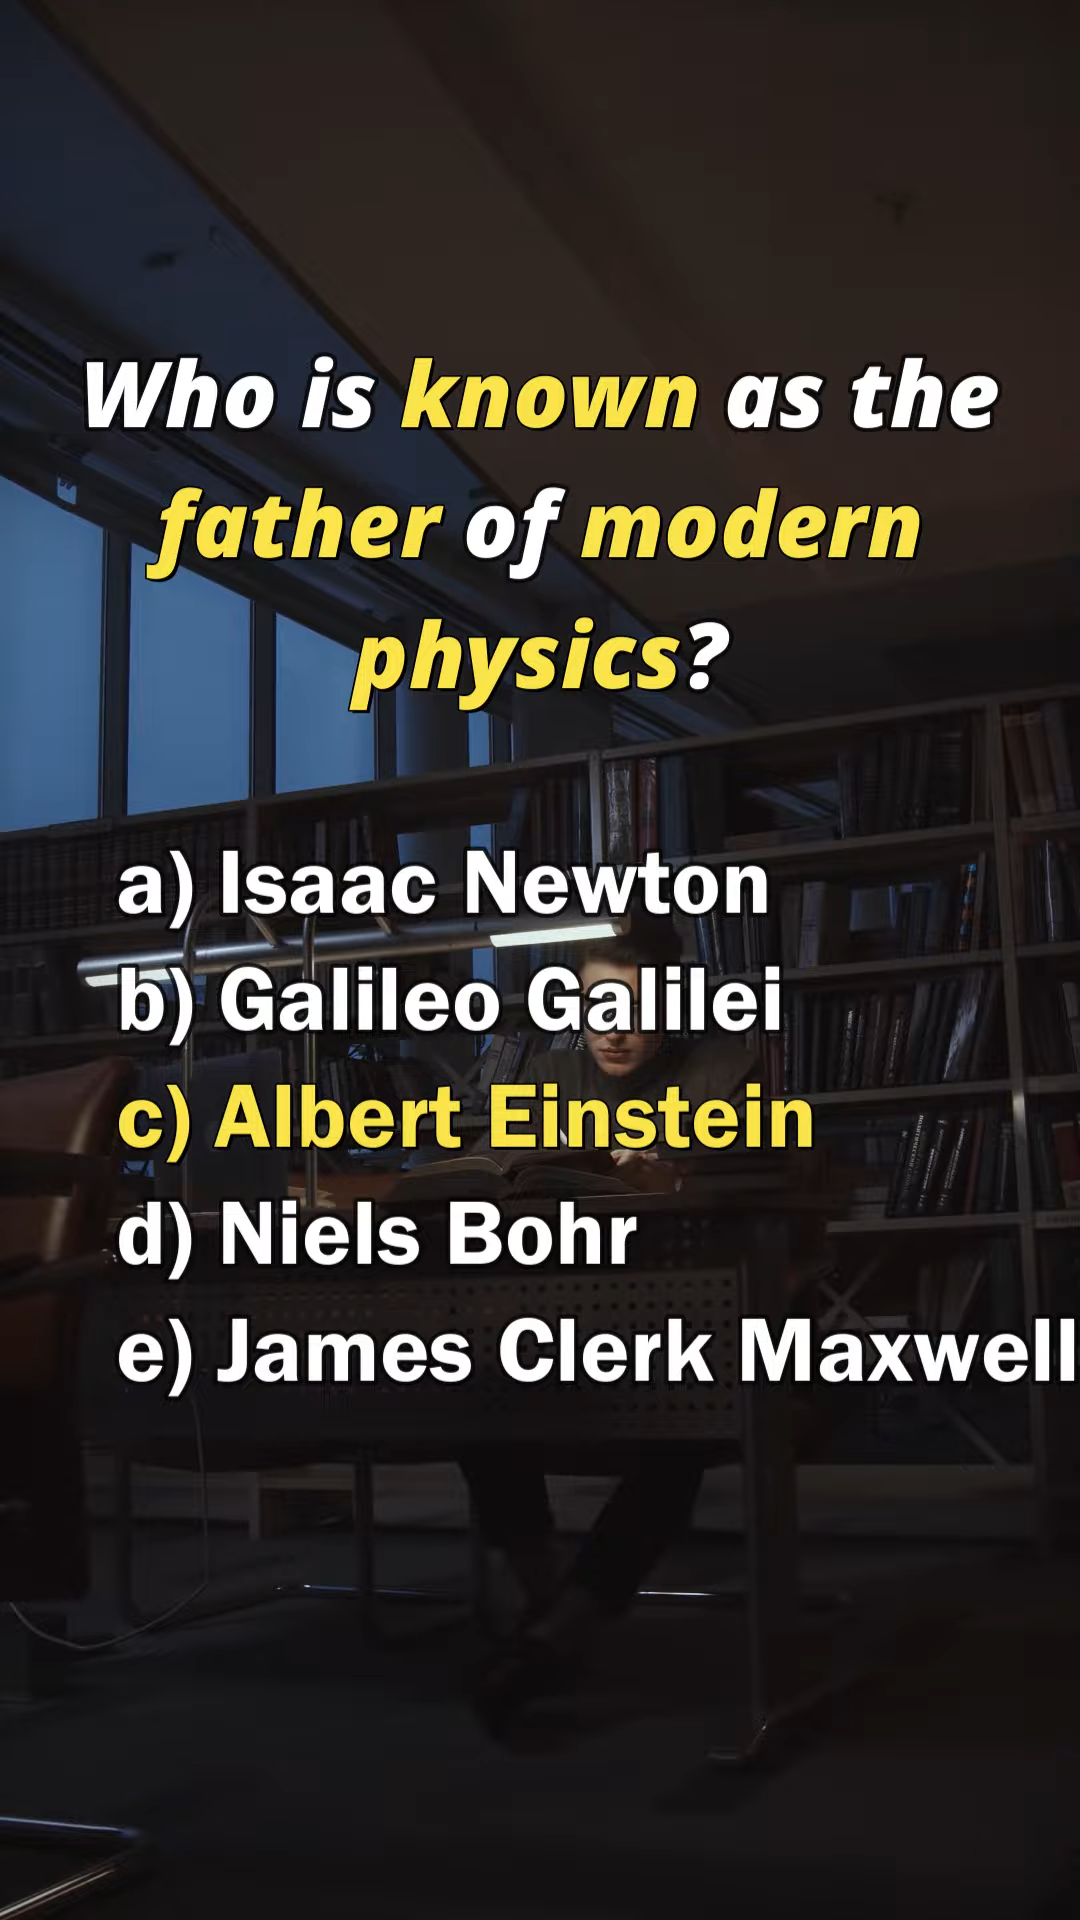 Who is known as the
father of modern
physics?
a) Isaac Newton
b) Galileo Galilei
c) Albert Einstein
d) Niels Bohr
e) James Clerk Maxwell